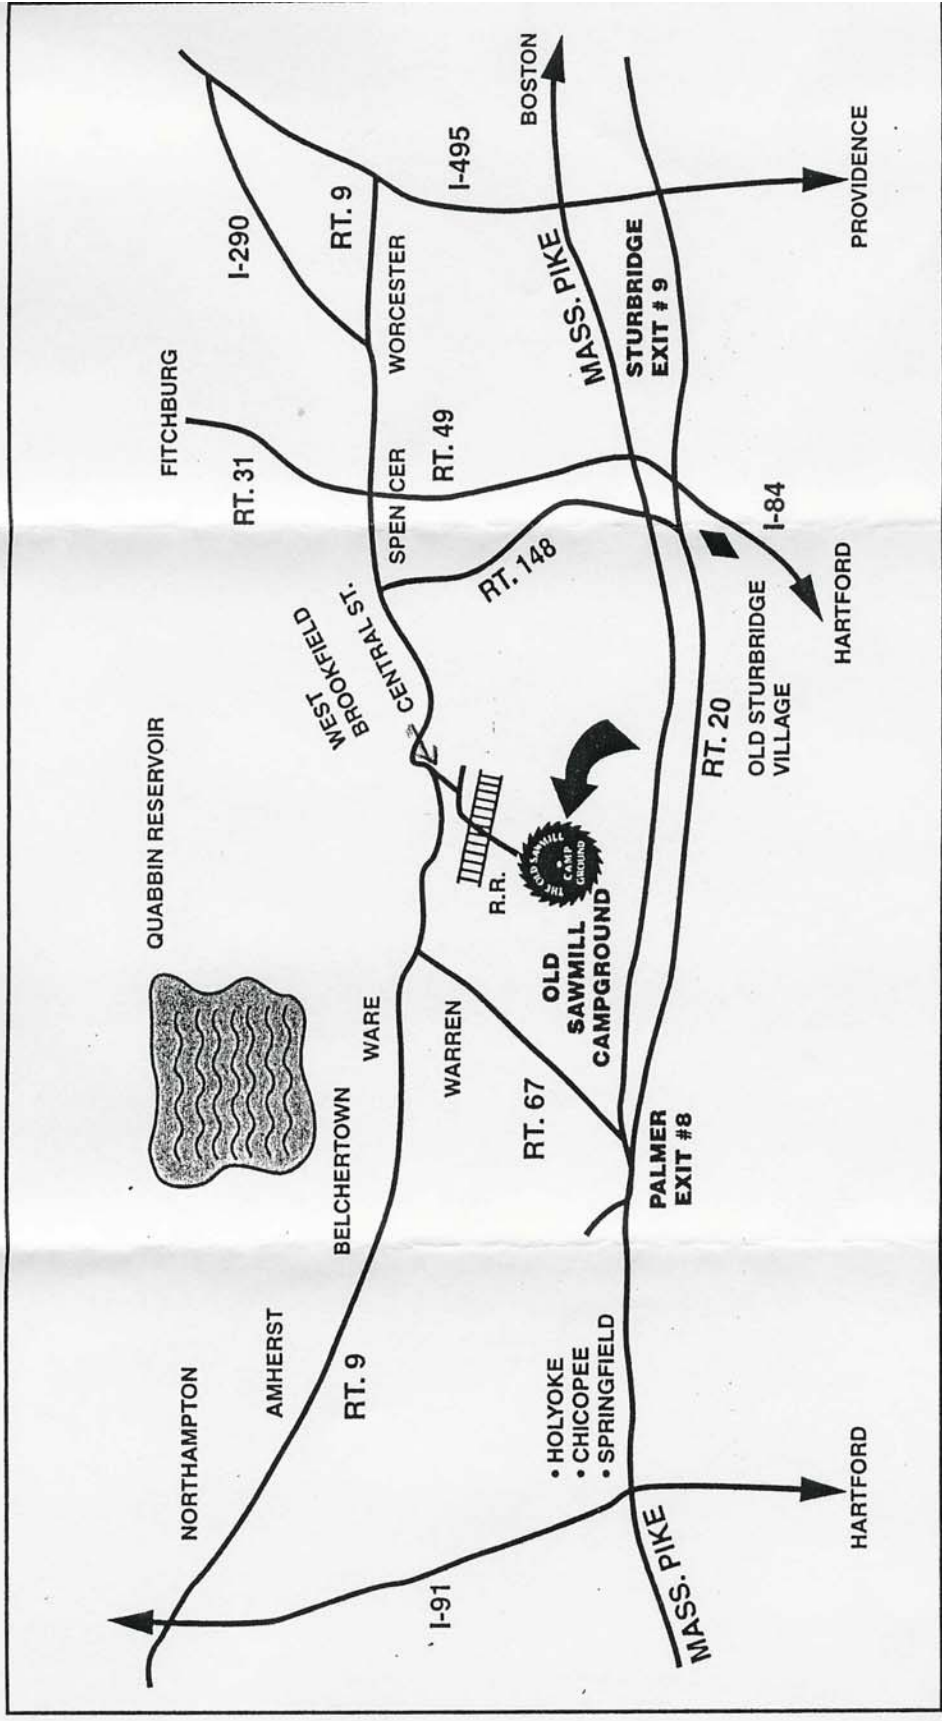 NORTHAMPTON
AMHERST
RT. 9
I-91
MASS. PIKE
HARTFORD
• HOLYOKE
• CHICOPEE
• SPRINGFIELD
BELCHERTOWN
WARE
QUABBIN RESERVOIR
WARREN
RT. 67
PALMER
EXIT #8
OLD
SAWMILL
CAMPGROUND
THE OLD SAWMILL
CAMP
GROUND
R.R.
WEST
BROOKFIELD
CENTRAL ST.
RT. 148
RT. 20
OLD STURBRIDGE
VILLAGE
HARTFORD
I-84
SPENCER
RT. 49
RT. 31
FITCHBURG
WORCESTER
RT. 9
I-290
I-495
MASS. PIKE
STURBRIDGE
EXIT # 9
BOSTON
PROVIDENCE